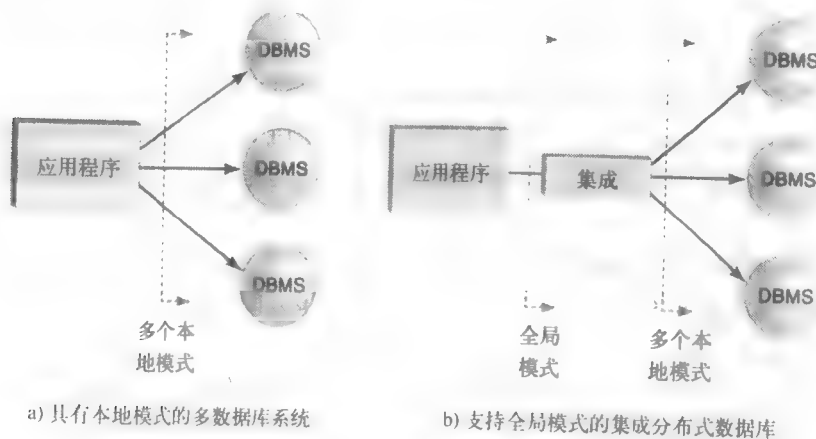 DBMS
应用程序
DBMS
DBMS
多个本
地模式
a) 具有本地模式的多数据库系统
DBMS
应用程序
集成
DBMS
DBMS
全局
模式
多个本
地模式
b) 支持全局模式的集成分布式数据库